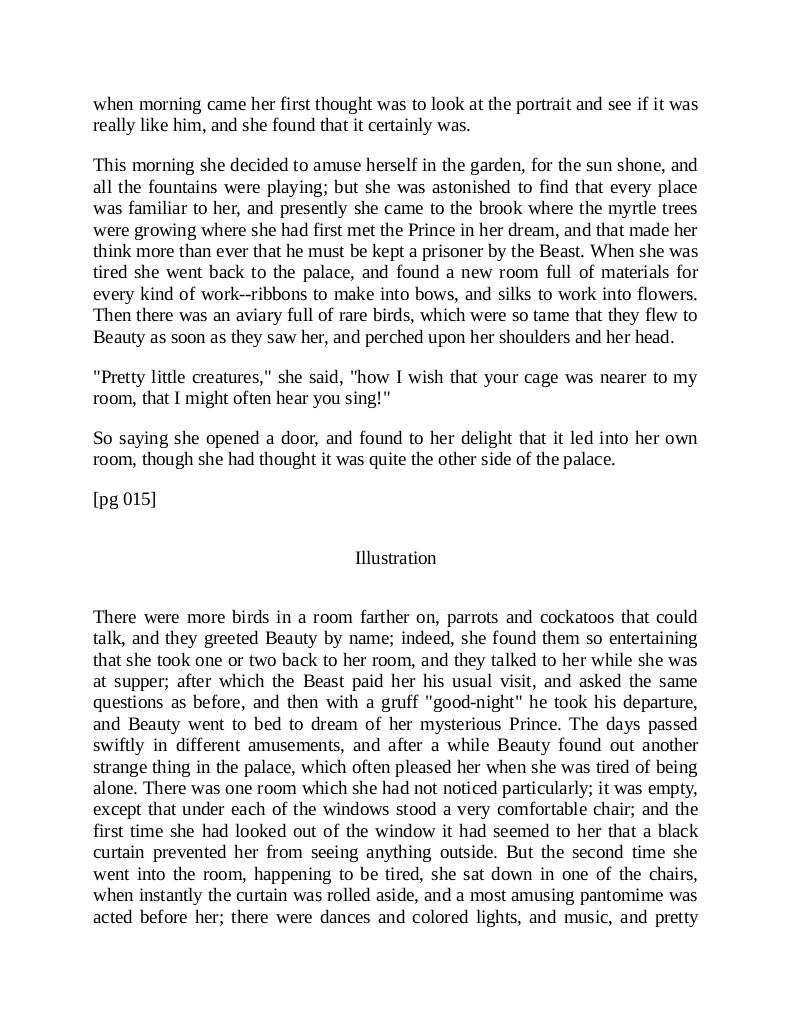 when morning came her first thought was to look at the portrait and see if it was
really like him, and she found that it certainly was.
This morning she decided to amuse herself in the garden, for the sun shone, and
all the fountains were playing; but she was astonished to find that every place
was familiar to her, and presently she came to the brook where the myrtle trees
were growing where she had first met the Prince in her dream, and that made her
think more than ever that he must be kept a prisoner by the Beast. When she was
tired she went back to the palace, and found a new room full of materials for
every kind of work--ribbons to make into bows, and silks to work into flowers.
Then there was an aviary full of rare birds, which were so tame that they flew to
Beauty as soon as they saw her, and perched upon her shoulders and her head.
"Pretty little creatures," she said, "how I wish that your cage was nearer to my
room, that I might often hear you sing!"
So saying she opened a door, and found to her delight that it led into her own
room, though she had thought it was quite the other side of the palace.
[pg 015]
Illustration
There were more birds in a room farther on, parrots and cockatoos that could
talk, and they greeted Beauty by name; indeed, she found them so entertaining
that she took one or two back to her room, and they talked to her while she was
at supper; after which the Beast paid her his usual visit, and asked the same
questions as before, and then with a gruff "good-night" he took his departure,
and Beauty went to bed to dream of her mysterious Prince. The days passed
swiftly in different amusements, and after a while Beauty found out another
strange thing in the palace, which often pleased her when she was tired of being
alone. There was one room which she had not noticed particularly; it was empty,
except that under each of the windows stood a very comfortable chair; and the
first time she had looked out of the window it had seemed to her that a black
curtain prevented her from seeing anything outside. But the second time she
went into the room, happening to be tired, she sat down in one of the chairs,
when instantly the curtain was rolled aside, and a most amusing pantomime was
acted before her; there were dances and colored lights, and music, and pretty